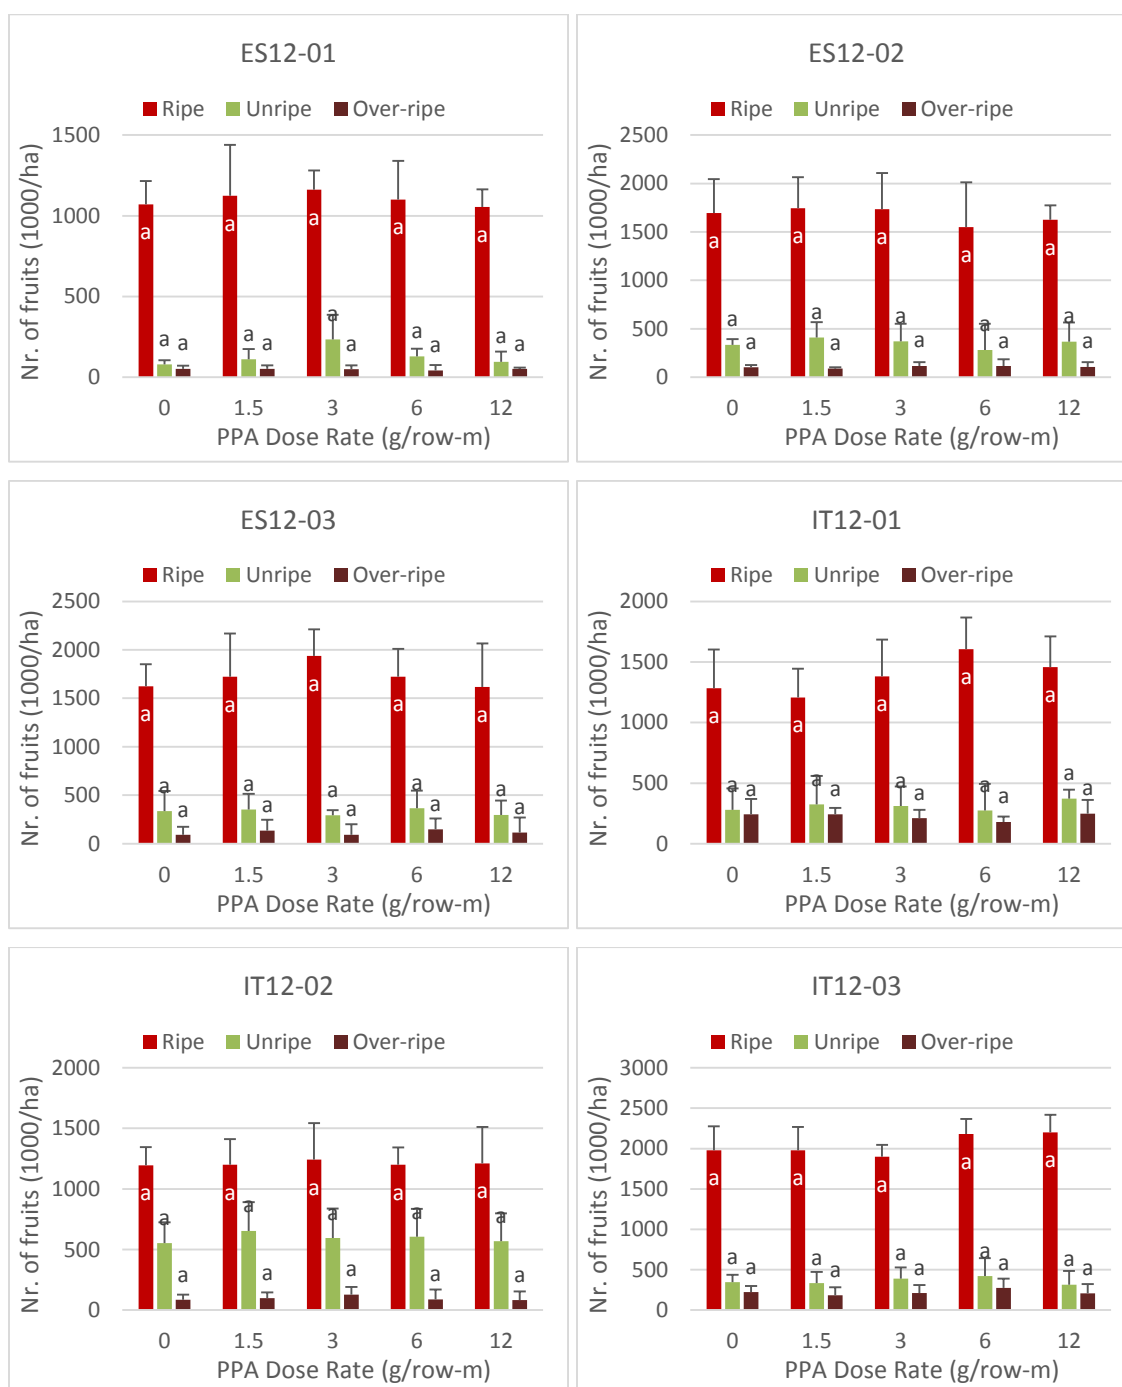 ES12-01
Ripe Unripe Over-ripe
Nr. of fruits (1000/ha)
1500
1000
500
0
a a a a a
a a a a a a a a a a
0 1.5 3 6 12
PPA Dose Rate (g/row-m)
ES12-02
Ripe Unripe Over-ripe
Nr. of fruits (1000/ha)
2500
2000
1500
1000
500
0
a a a a a
a a a a a a a a a a
0 1.5 3 6 12
PPA Dose Rate (g/row-m)
ES12-03
Ripe Unripe Over-ripe
Nr. of fruits (1000/ha)
2500
2000
1500
1000
500
0
a a a a a
a a a a a a a a a a
0 1.5 3 6 12
PPA Dose Rate (g/row-m)
IT12-01
Ripe Unripe Over-ripe
Nr. of fruits (1000/ha)
2000
1500
1000
500
0
a a a a a
a a a a a a a a a a
0 1.5 3 6 12
PPA Dose Rate (g/row-m)
IT12-02
Ripe Unripe Over-ripe
Nr. of fruits (1000/ha)
2000
1500
1000
500
0
a a a a a
a a a a a a a a a a
0 1.5 3 6 12
PPA Dose Rate (g/row-m)
IT12-03
Ripe Unripe Over-ripe
Nr. of fruits (1000/ha)
3000
2500
2000
1500
1000
500
0
a a a a a
a a a a a a a a a a
0 1.5 3 6 12
PPA Dose Rate (g/row-m)